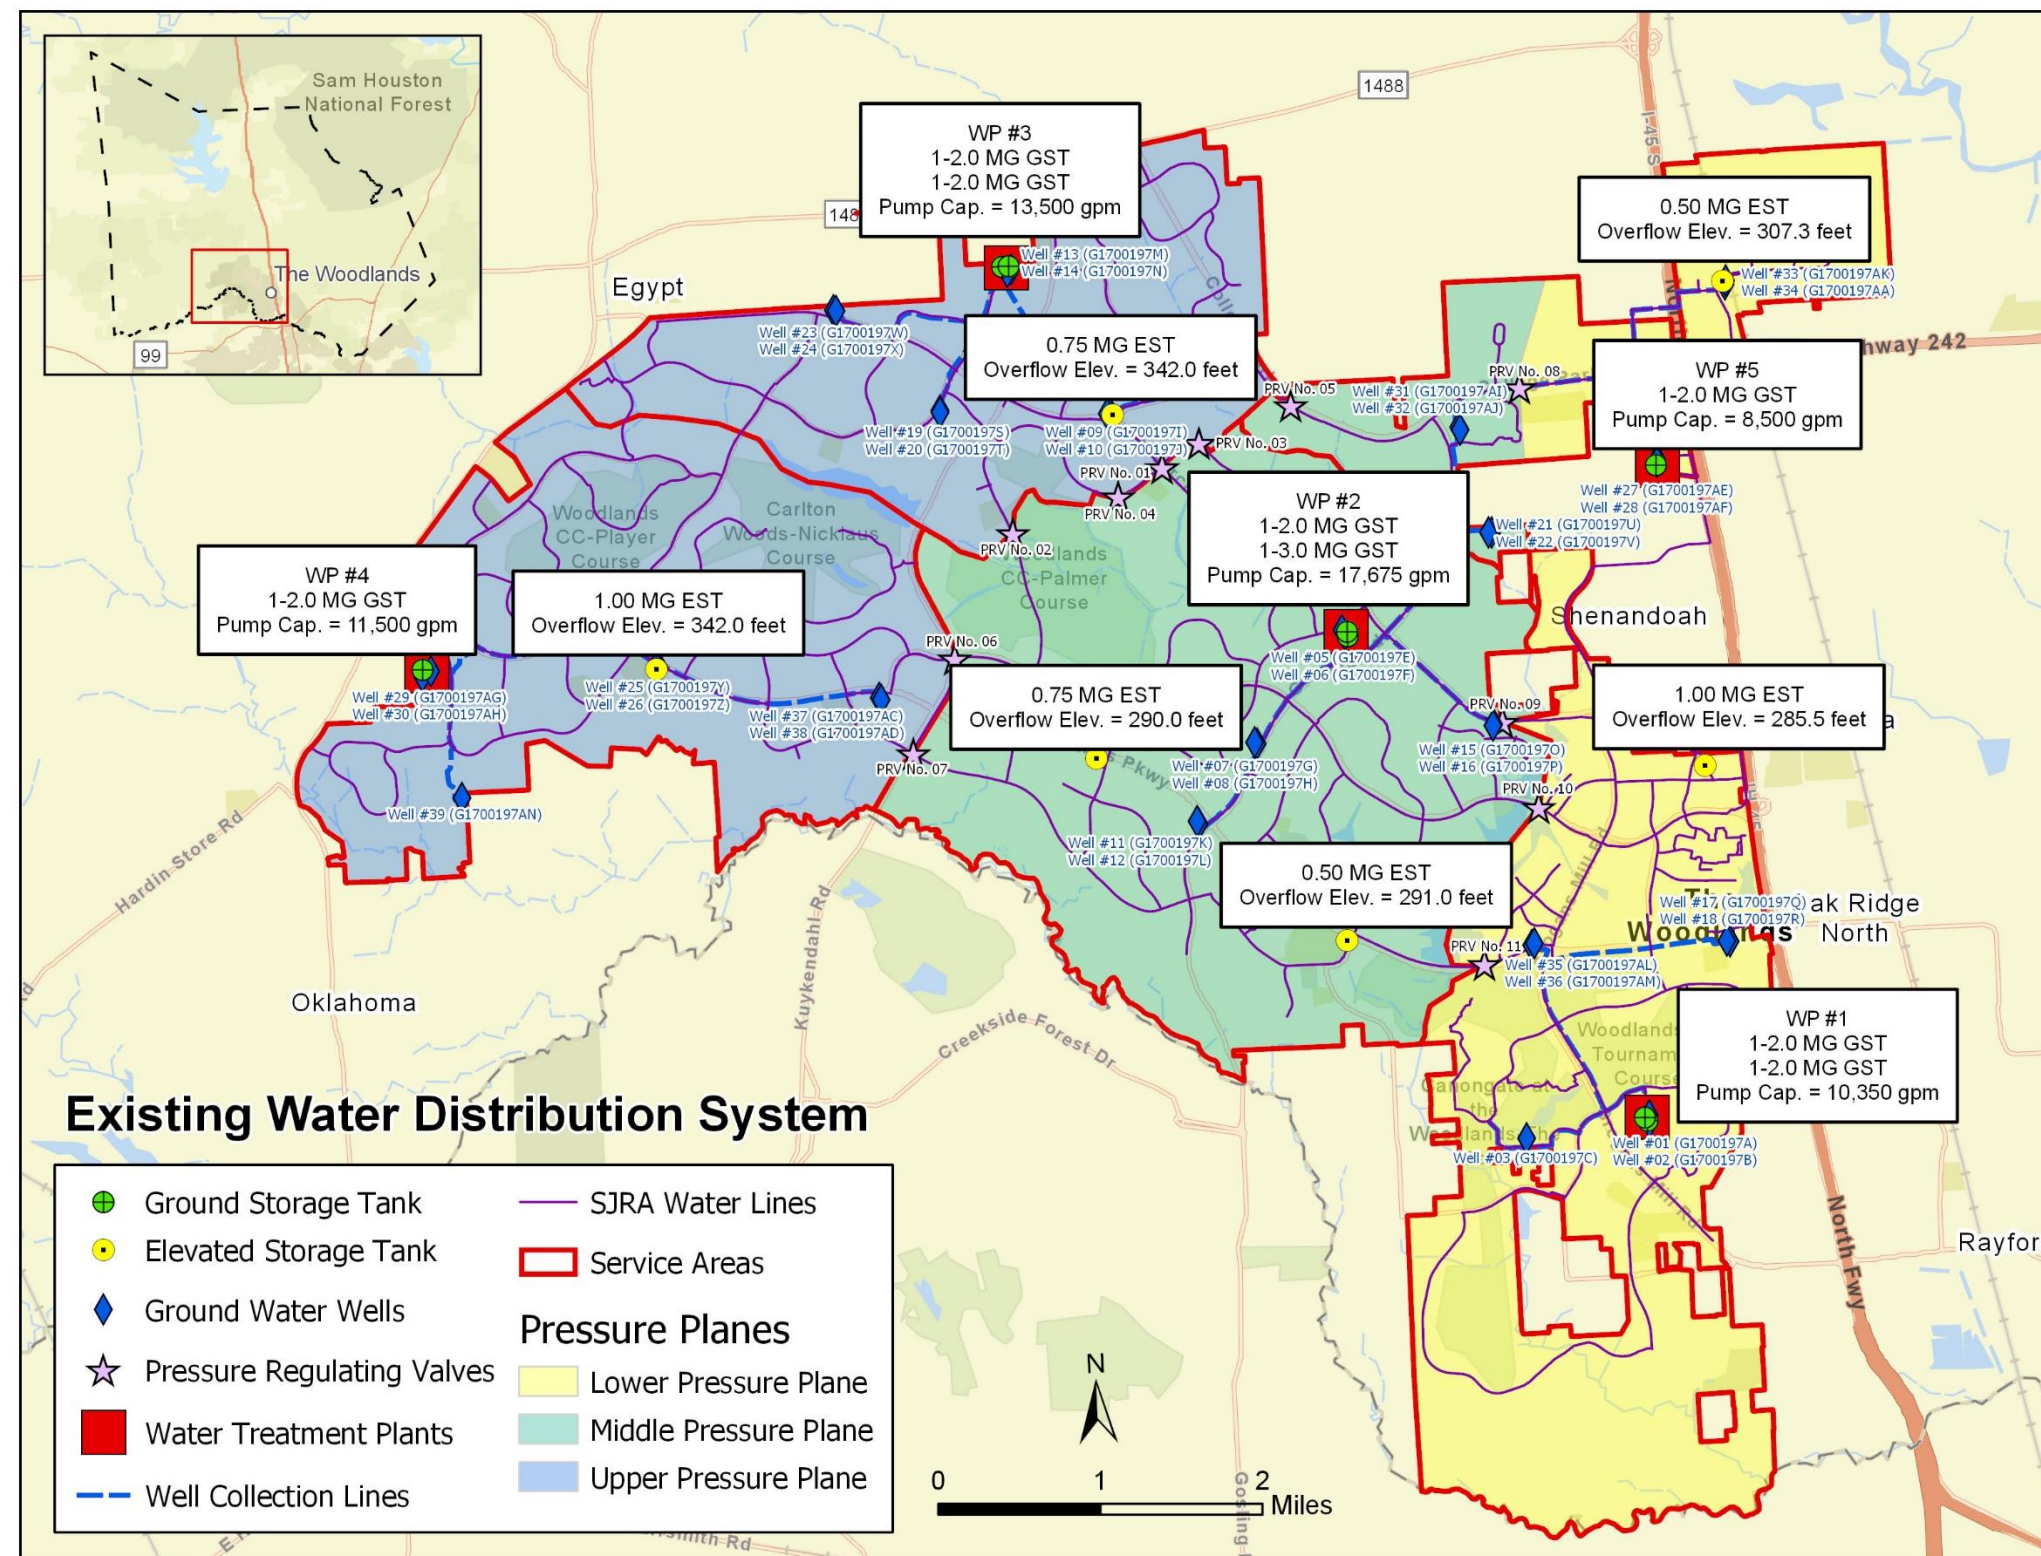 Sam Houston
National Forest
The Woodlands
99
1488
WP #3
1-2.0 MG GST
1-2.0 MG GST
Pump Cap. = 13,500 gpm
148
Egypt
I-45 S
0.50 MG EST
Overflow Elev. = 307.3 feet
Well #13 (G1700197M)
Well #14 (G1700197N)
Well #33 (G1700197AK)
Well #34 (G1700197AA)
Well #23 (G1700197W)
Well #24 (G1700197X)
0.75 MG EST
Overflow Elev. = 342.0 feet
hway 242
WP #5
1-2.0 MG GST
Pump Cap. = 8,500 gpm
PRV No. 05
PRV No. 08
Well #31 (G1700197AI)
Well #32 (G1700197AJ)
Well #19 (G1700197S)
Well #20 (G1700197T)
Well #09 (G1700197I)
Well #10 (G1700197J)
PRV No. 03
PRV No. 01
PRV No. 04
PRV No. 02
WP #2
1-2.0 MG GST
1-3.0 MG GST
Pump Cap. = 17,675 gpm
Well #27 (G1700197AE)
Well #28 (G1700197AF)
Well #21 (G1700197U)
Well #22 (G1700197V)
Woodlands
CC-Player
Course
Carlton
Woods-Nicklaus
Course
Woodlands
CC-Palmer
Course
WP #4
1-2.0 MG GST
Pump Cap. = 11,500 gpm
1.00 MG EST
Overflow Elev. = 342.0 feet
Shenandoah
PRV No. 06
Well #05 (G1700197E)
Well #06 (G1700197F)
Well #29 (G1700197AG)
Well #30 (G1700197AH)
Well #25 (G1700197Y)
Well #26 (G1700197Z)
Well #37 (G1700197AC)
Well #38 (G1700197AD)
0.75 MG EST
Overflow Elev. = 290.0 feet
1.00 MG EST
Overflow Elev. = 285.5 feet
a
PRV No. 09
Well #15 (G1700197O)
Well #16 (G1700197P)
PRV No. 07
s Pkwy
Well #07 (G1700197G)
Well #08 (G1700197H)
PRV No. 10
Well #39 (G1700197AN)
Well #11 (G1700197K)
Well #12 (G1700197L)
Hardin Store Rd
0.50 MG EST
Overflow Elev. = 291.0 feet
Well #17 (G1700197Q)
Well #18 (G1700197R)
ak Ridge
North
PRV No. 11
Well #35 (G1700197AL)
Well #36 (G1700197AM)
Oklahoma
Kuykendahl Rd
Creekside Forest Dr
Woodlands
Tournam
Course
WP #1
1-2.0 MG GST
1-2.0 MG GST
Pump Cap. = 10,350 gpm
Canongate at
the
Well #01 (G1700197A)
Well #02 (G1700197B)
Well #03 (G1700197C)
North Fwy
Rayfor
Existing Water Distribution System
Ground Storage Tank
Elevated Storage Tank
Ground Water Wells
Pressure Regulating Valves
Water Treatment Plants
Well Collection Lines
SJRA Water Lines
Service Areas
Pressure Planes
Lower Pressure Plane
Middle Pressure Plane
Upper Pressure Plane
N
0 1 2
Miles